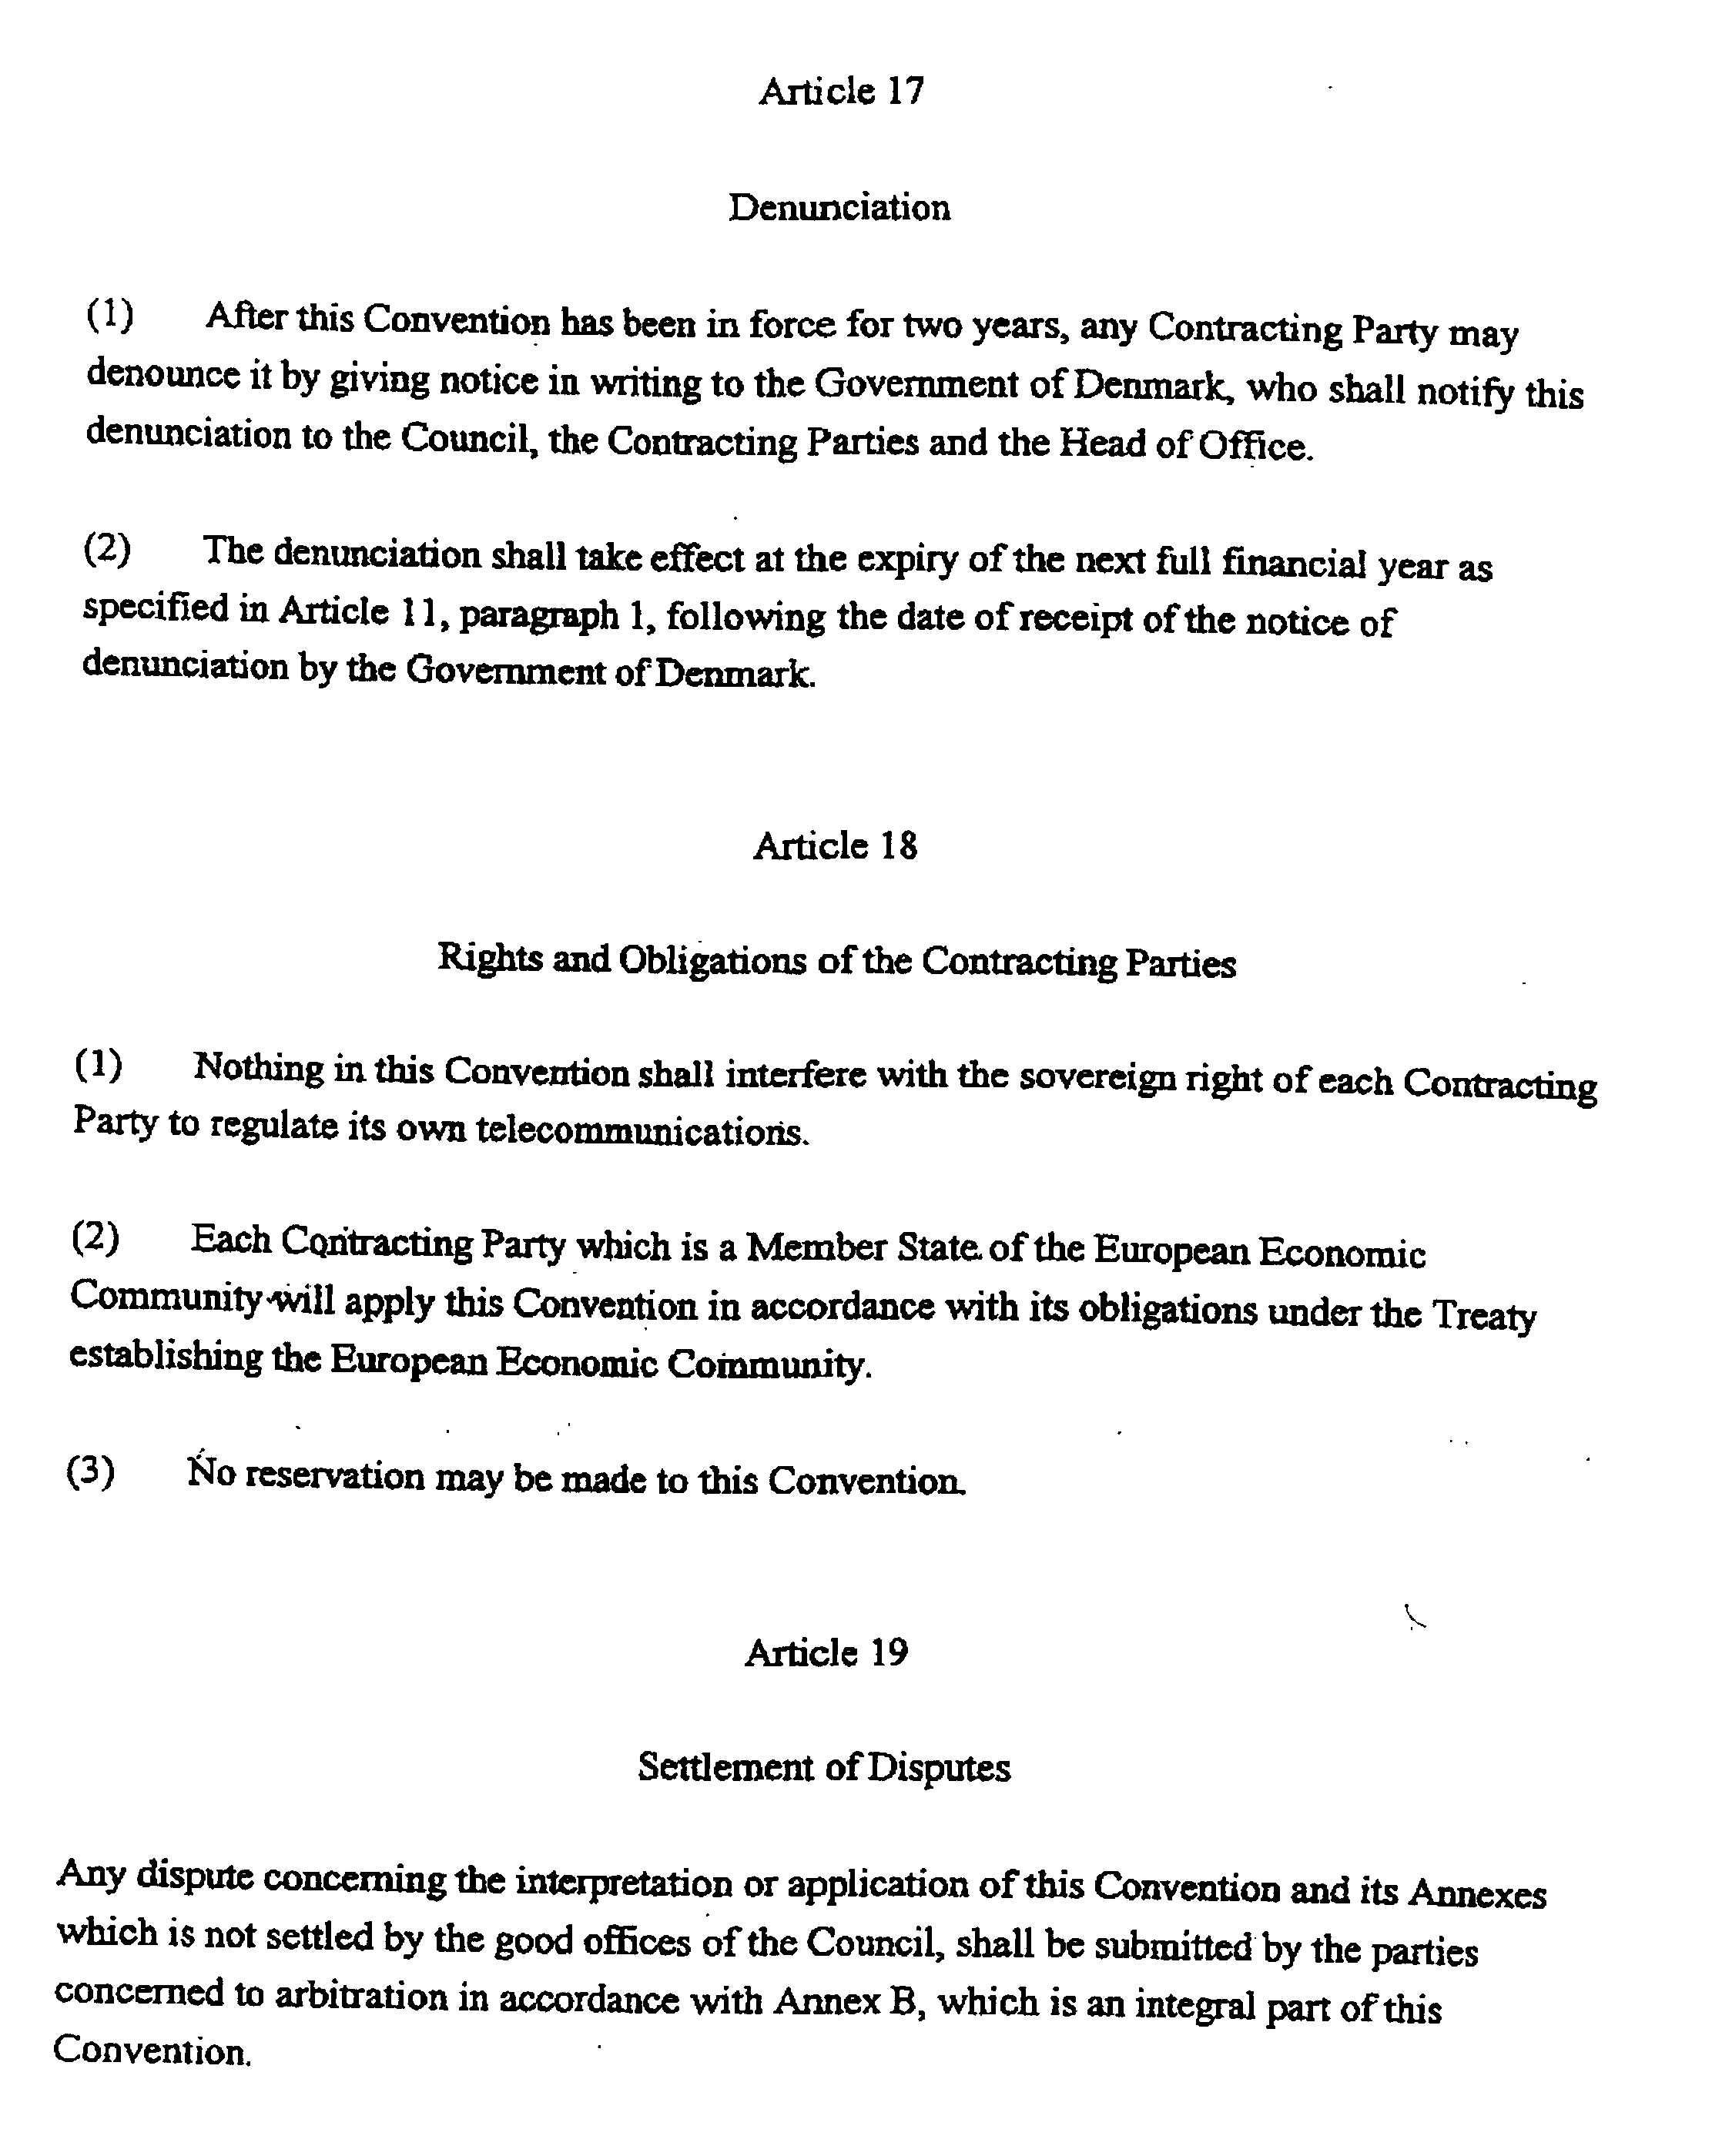 Article 17
Denunciation
(1) After this Convention has been in force for two years, any Contracting Party may
denounce it by giving notice in writing to the Government of Denmark, who shall notify this
denunciation to the Council, the Contracting Parties and the Head of Office.
(2) The denunciation shall take effect at the expiry of the next full financial year as
specified in Article 11, paragraph 1, following the date of receipt of the notice of
denunciation by the Government of Denmark.
Article 18
Rights and Obligations of the Contracting Parties
(1) Nothing in this Convention shall interfere with the sovereign right of each Contracting
Party to regulate its own telecommunications.
(2) Each Contracting Party which is a Member State of the European Economic
Community will apply this Convention in accordance with its obligations under the Treaty
establishing the European Economic Community.
(3) No reservation may be made to this Convention.
Article 19
Settlement of Disputes
Any dispute concerning the interpretation or application of this Convention and its Annexes
which is not settled by the good offices of the Council, shall be submitted by the parties
concerned to arbitration in accordance with Annex B, which is an integral part of this
Convention.